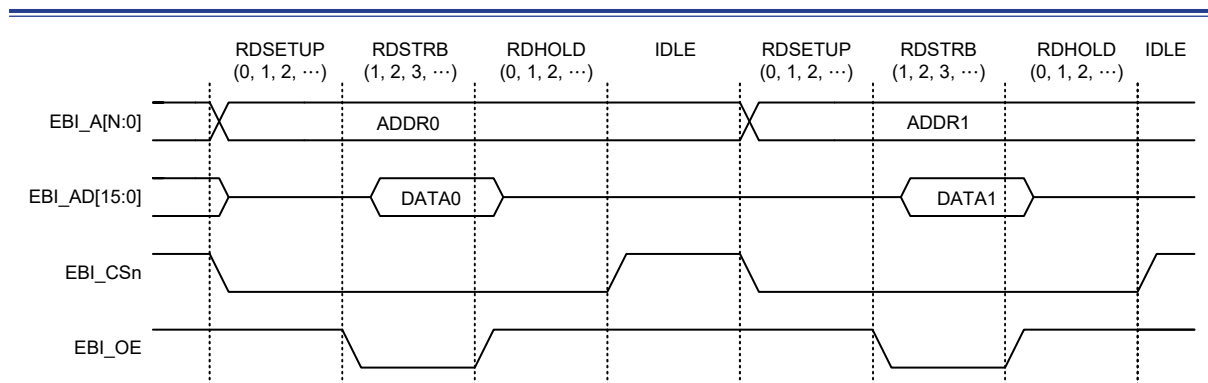 RDSETUP RDSTRB RDHOLD IDLE RDSETUP RDSTRB RDHOLD IDLE
(0, 1, 2, ⋯) (1, 2, 3, ⋯) (0, 1, 2, ⋯) (0, 1, 2, ⋯) (1, 2, 3, ⋯) (0, 1, 2, ⋯)
EBI_A[N:0] ADDR0 ADDR1
EBI_AD[15:0] DATA0 DATA1
EBI_CSn
EBI_OE